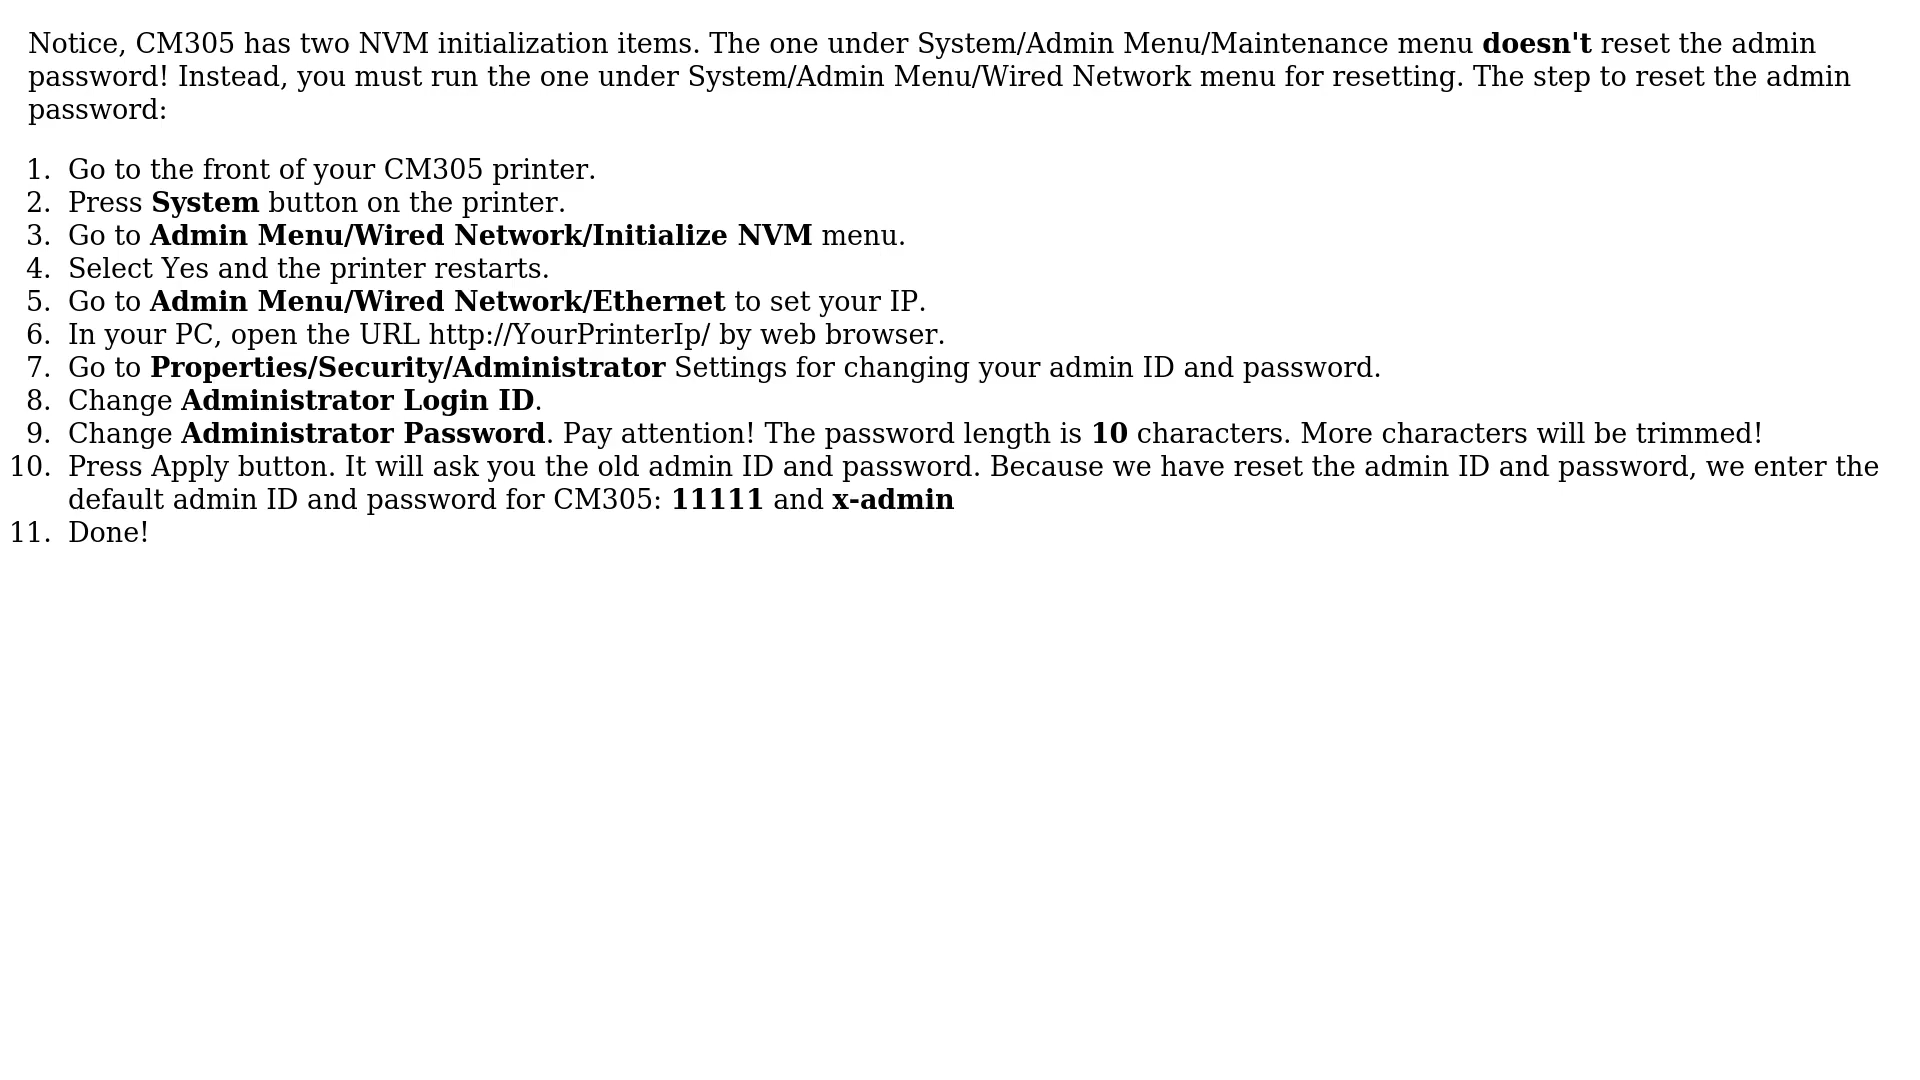 Notice, CM305 has two NVM initialization items. The one under System/Admin Menu/Maintenance menu doesn't reset the admin
password! Instead, you must run the one under System/Admin Menu/Wired Network menu for resetting. The step to reset the admin
password:
1. Go to the front of your CM305 printer.
2. Press System button on the printer.
3. Go to Admin Menu/Wired Network/Initialize NVM menu.
4. Select Yes and the printer restarts.
5. Go to Admin Menu/Wired Network/Ethernet to set your IP.
6. In your PC, open the URL http://YourPrinterIp/ by web browser.
7. Go to Properties/Security/Administrator Settings for changing your admin ID and password.
8. Change Administrator Login ID.
9. Change Administrator Password. Pay attention! The password length is 10 characters. More characters will be trimmed!
10. Press Apply button. It will ask you the old admin ID and password. Because we have reset the admin ID and password, we enter the
default admin ID and password for CM305: 11111 and x-admin
11. Done!